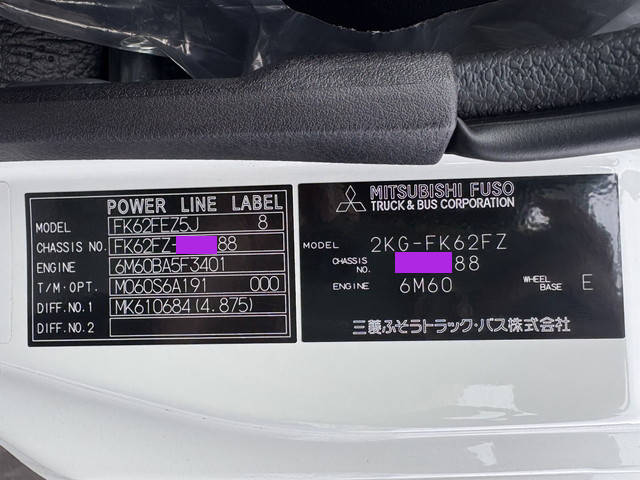 POWER LINE LABEL
MODEL FK62FEZ5J 8
CHASSIS NO. FK62FZ- 88
ENGINE 6M60BA5F3401
T/M·OPT. M060S6A191 000
DIFF.NO.1 MK610684(4.875)
DIFF.NO.2
MITSUBISHI FUSO
TRUCK & BUS CORPORATION
MODEL 2KG-FK62FZ
CHASSIS NO. 88
ENGINE 6M60 WHEEL BASE E
三菱ふそうトラック・バス株式会社